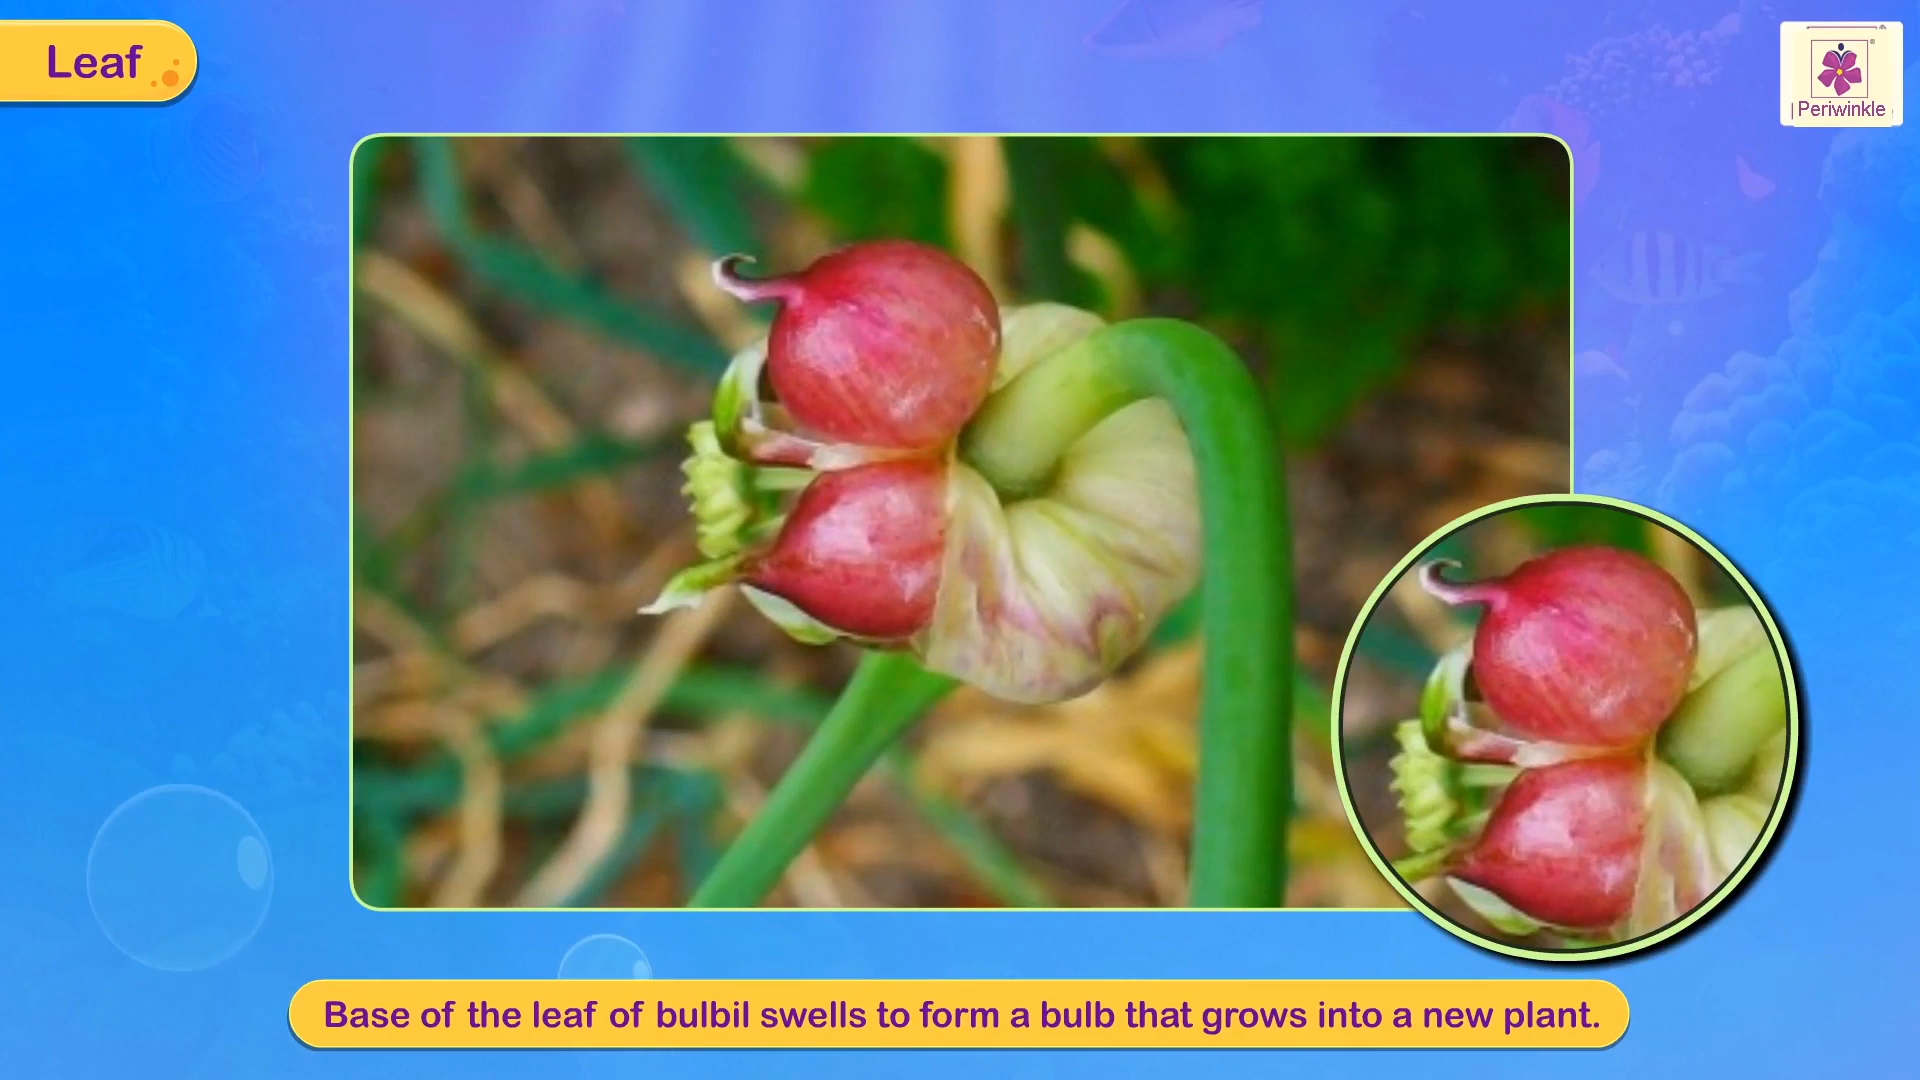 Leaf
Periwinkle
Base of the leaf of bulbil swells to form a bulb that grows into a new plant.